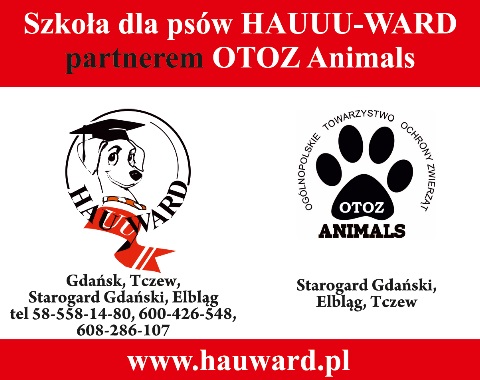 Szkoła dla psów HAUUU-WARD
partnerem OTOZ Animals
HAUUUWARD
Gdańsk, Tczew,
Starogard Gdański, Elbląg
tel 58-558-14-80, 600-426-548,
608-286-107
OGÓLNOPOLSKIE TOWARZYSTWO OCHRONY ZWIERZĄT
OTOZ
ANIMALS
Starogard Gdański,
Elbląg, Tczew
www.hauward.pl